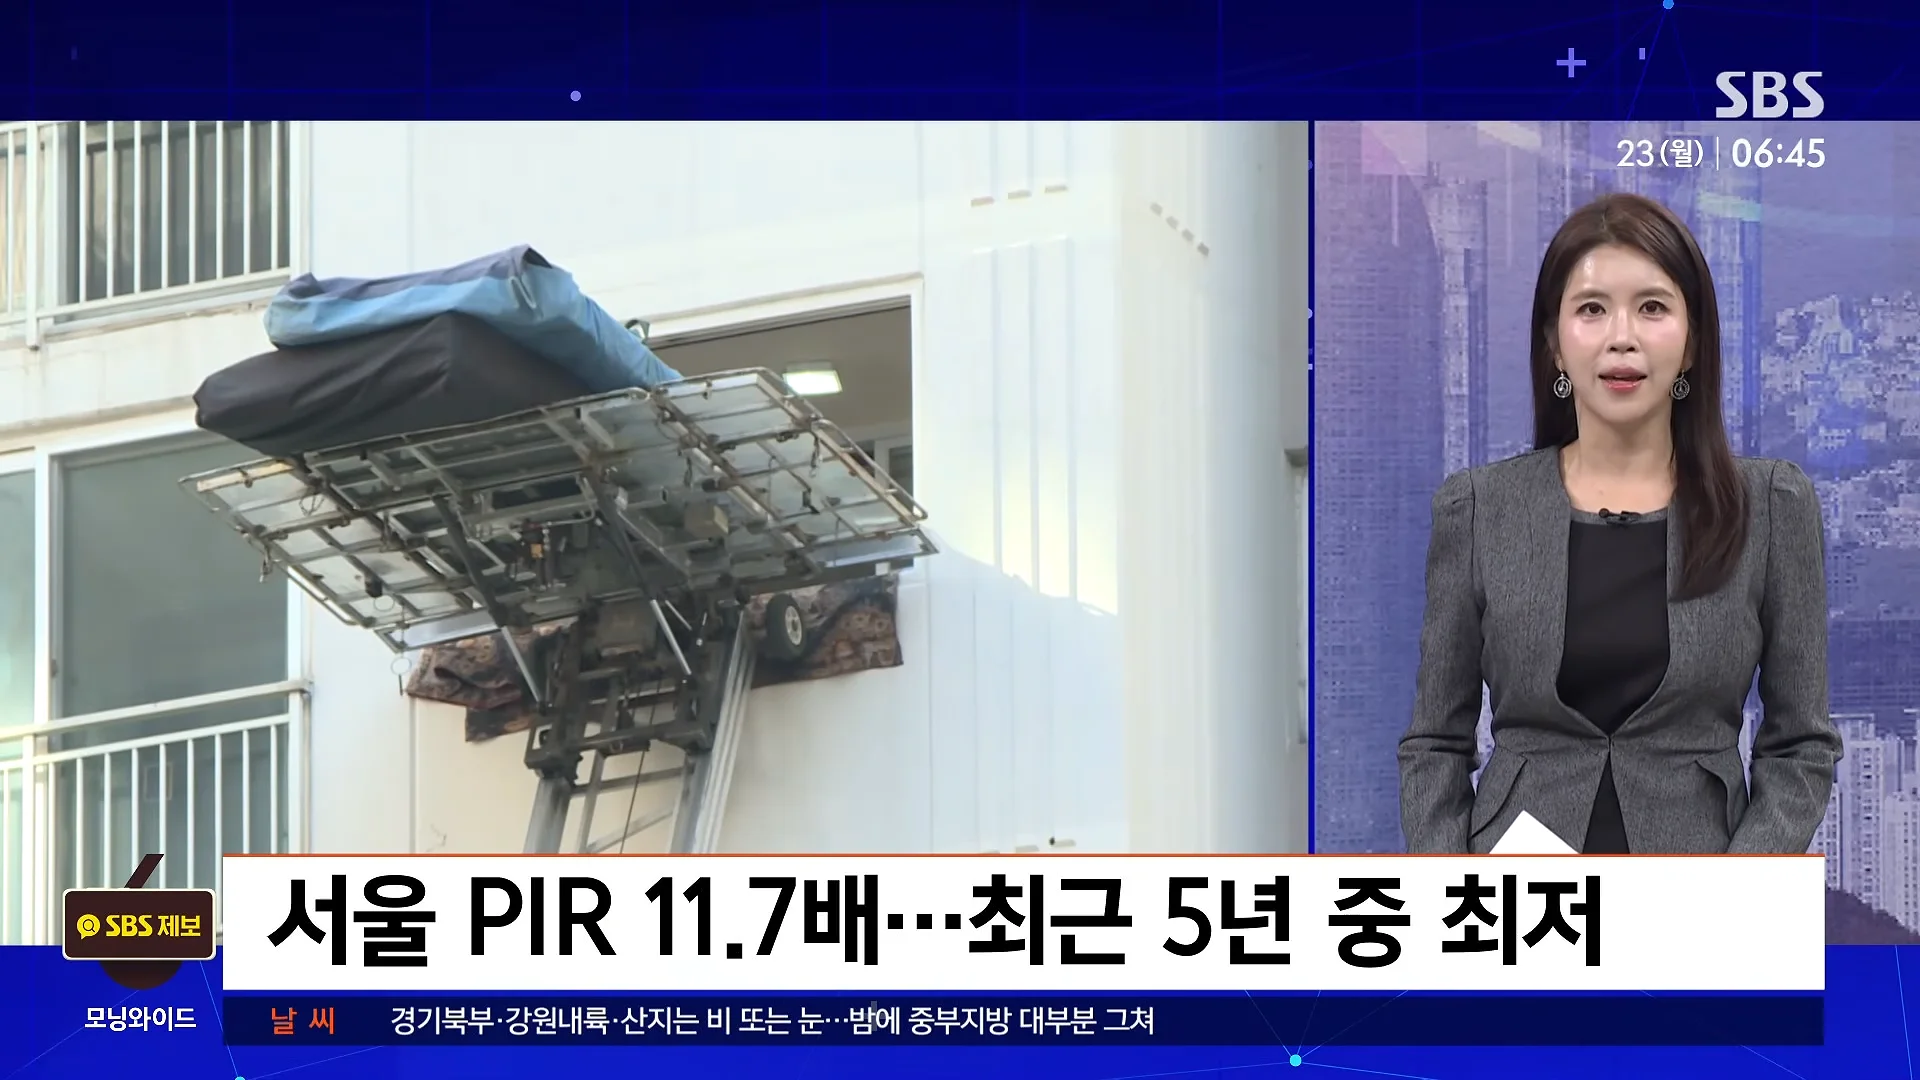 SBS
23(월) 06:45
서울 PIR 11.7배…최근 5년 중 최저
SBS 제보
모닝와이드
날씨 경기북부·강원내륙·산지는 비 또는 눈…밤에 중부지방 대부분 그쳐